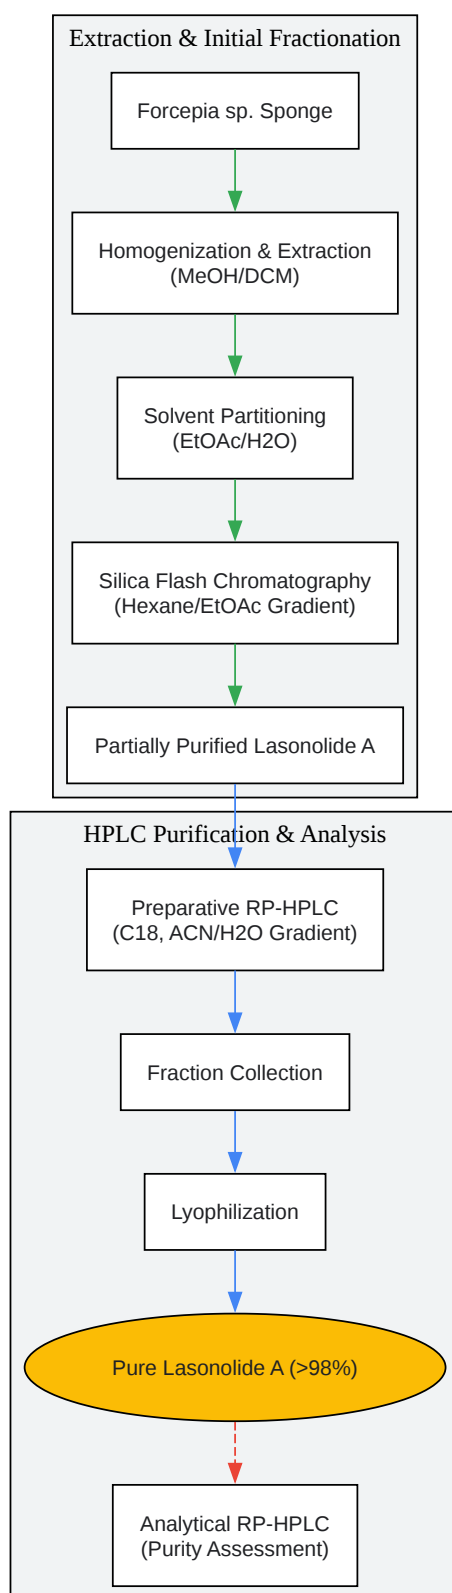 Extraction & Initial Fractionation
Forcepia sp. Sponge
Homogenization & Extraction
(MeOH/DCM)
Solvent Partitioning
(EtOAc/H2O)
Silica Flash Chromatography
(Hexane/EtOAc Gradient)
Partially Purified Lasonolide A
HPLC Purification & Analysis
Preparative RP-HPLC
(C18, ACN/H2O Gradient)
Fraction Collection
Lyophilization
Pure Lasonolide A (>98%)
Analytical RP-HPLC
(Purity Assessment)